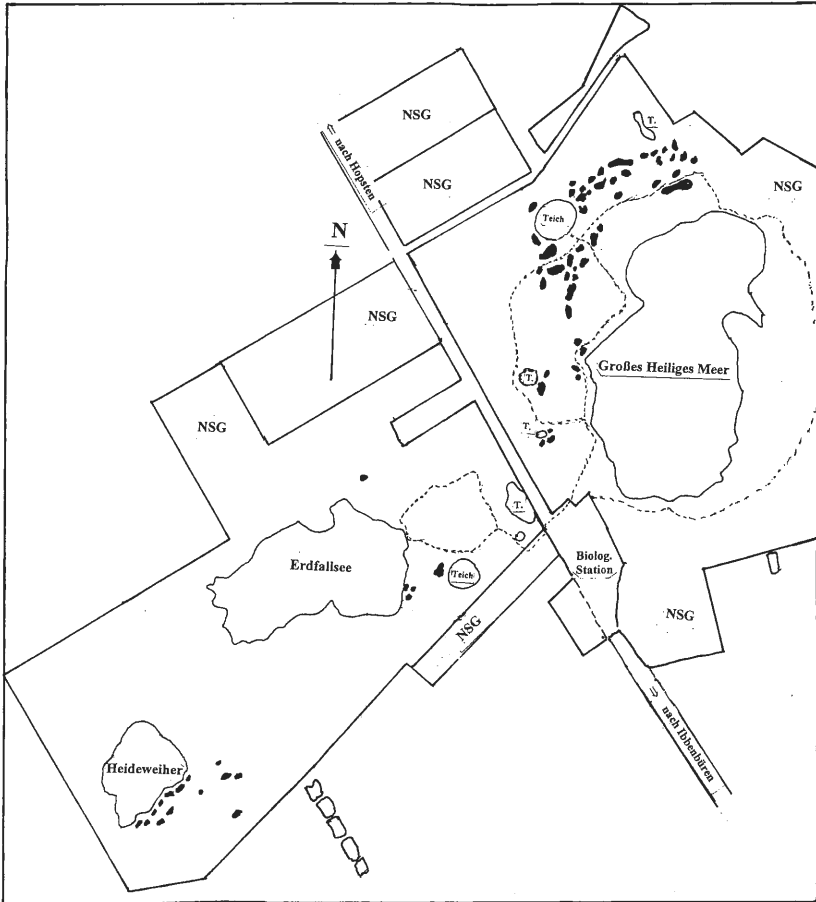 NSG
T.
⇐ nach Hopsten
NSG
NSG
Teich
N
NSG
Großes Heiliges Meer
T.
NSG
T.
T.
Erdfallsee
Biolog.
Station
Teich
NSG
NSG
⇒ nach Ibbenbüren
Heideweiher